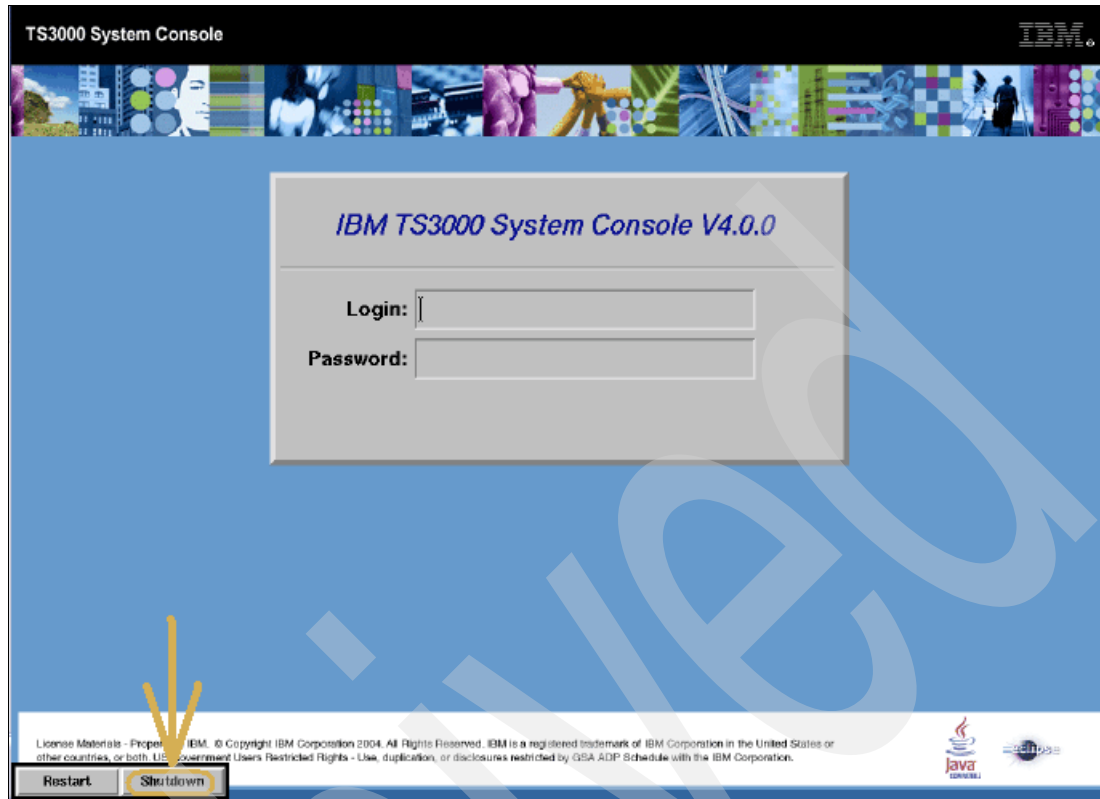 TS3000 System Console
IBM
IBM TS3000 System Console V4.0.0
Login:
Password:
License Materials - Proper IBM. © Copyright IBM Corporation 2004. All Rights Reserved. IBM is a registered trademark of IBM Corporation in the United States or
other countries, or both. US Government Users Restricted Rights - Use, duplication, or disclosures restricted by GSA ADP Schedule with the IBM Corporation.
Java
COMPATIBLE
eclipse
Restart Shutdown